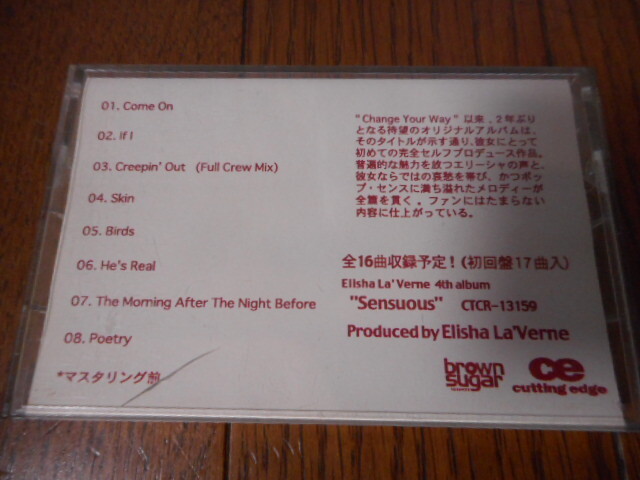 01. Come On
02. If I
03. Creepin' Out (Full Crew Mix)
04. Skin
05. Birds
06. He's Real
07. The Morning After The Night Before
08. Poetry
*マスタリング前
"Change Your Way" 以来、2年ぶり
となる待望のオリジナルアルバムは、
そのタイトルが示す通り、彼女にとって
初めての完全セルフプロデュース作品。
普遍的な魅力を放つエリーシャの声と、
彼女ならではの哀愁を帯び、かつポッ
プ・センスに満ち溢れたメロディーが
全篇を貫く。ファンにはたまらない
内容に仕上がっている。
全16曲収録予定！(初回盤17曲入)
Elisha La'Verne 4th album
"Sensuous" CTCR-13159
Produced by Elisha La'Verne
brown
sugar
ce
cutting edge